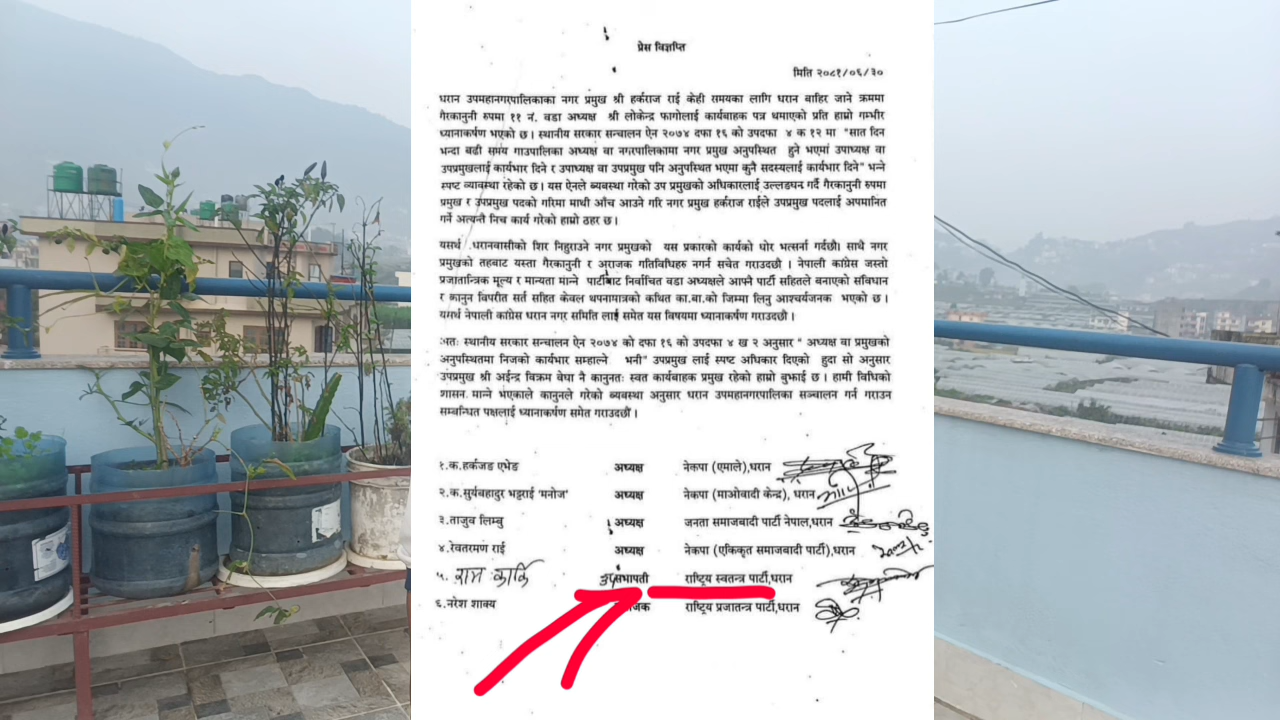 प्रेस विज्ञप्ति
मिति २०८१/०६/३०
धरान उपमहानगरपालिकाका नगर प्रमुख श्री हर्कराज राई केही समयका लागि धरान बाहिर जाने क्रममा
गैरकानुनी रुपमा ११ नं. वडा अध्यक्ष श्री लोकेन्द्र फागोलाई कार्यबाहक पत्र थमाएको प्रति हाम्रो गम्भीर
ध्यानाकर्षण भएको छ । स्थानीय सरकार सन्चालन ऐन २०७४ दफा १६ को उपदफा ४ क १२ मा "सात दिन
भन्दा बढी समय गाउपालिका अध्यक्ष वा नगरपालिकामा नगर प्रमुख अनुपस्थित हुने भएमा उपाध्यक्ष वा
उपप्रमुखलाई कार्यभार दिने र उपाध्यक्ष वा उपप्रमुख पनि अनुपस्थित भएमा कुनै सदस्यलाई कार्यभार दिने" भन्ने
स्पष्ट व्यावस्था रहेको छ । यस ऐनले ब्यवस्था गरेको उप प्रमुखको अधिकारलाई उल्लङघन गर्दै गैरकानुनी रुपमा
प्रमुख र उपप्रमुख पदको गरिमा माथी आँच आउने गरि नगर प्रमुख हर्कराज राईले उपप्रमुख पदलाई अपमानित
गर्ने अत्यन्तै निच कार्य गरेको हाम्रो ठहर छ ।
यसर्थ धरानवासीको शिर निहुराउने नगर प्रमुखको यस प्रकारको कार्यको घोर भत्सर्ना गर्दछौ। साथै नगर
प्रमुखको तहबाट यस्ता गैरकानुनी र अराजक गतिविधिहरु नगर्न सचेत गराउदछौ । नेपाली कांग्रेस जस्तो
प्रजातान्त्रिक मूल्य र मान्यता मान्ने पार्टीबाट निर्वाचित वडा अध्यक्षले आफ्नै पार्टी सहितले बनाएको संविधान
र कानुन विपरीत सर्त सहित केवल थपनापात्रको कथित का.बा.को जिम्मा लिनु आश्चर्यजनक भएको छ ।
यसर्थ नेपाली कांग्रेस धरान नगर समिति लाई समेत यस विषयमा ध्यानाकर्षण गराउदछौ ।
अतः स्थानीय सरकार सन्चालन ऐन २०७४ को दफा १६ को उपदफा ४ ख २ अनुसार " अध्यक्ष वा प्रमुखको
अनुपस्थितमा निजको कार्यभार सम्हाल्ने भनी" उपप्रमुख लाई स्पष्ट अधिकार दिएको हुदा सो अनुसार
उपप्रमुख श्री अईन्द्र विक्रम बेघा नै कानुनतः स्वत कार्यबाहक प्रमुख रहेको हाम्रो बुझाई छ । हामी विधिको
शासन मान्ने भएकाले कानुनले गरेको ब्यवस्था अनुसार धरान उपमहानगरपालिका सञ्चालन गर्न गराउन
सम्बन्धित पक्षलाई ध्यानाकर्षण समेत गराउदछौं ।
१.क.हर्कजङ एभेङ अध्यक्ष नेकपा (एमाले),धरान
२.क.सुर्यबहादुर भट्टराई 'मनोज' अध्यक्ष नेकपा (माओवादी केन्द्र), धरान
३.ताजुव लिम्बु अध्यक्ष जनता समाजबादी पार्टी नेपाल,धरान
४.रेवतरमण राई अध्यक्ष नेकपा (एकिकृत समाजबादी पार्टी),धरान
५. राम कार्कि उपसभापती राष्ट्रिय स्वतन्त्र पार्टी,धरान
६.नरेश शाक्य जक राष्ट्रिय प्रजातन्त्र पार्टी,धरान